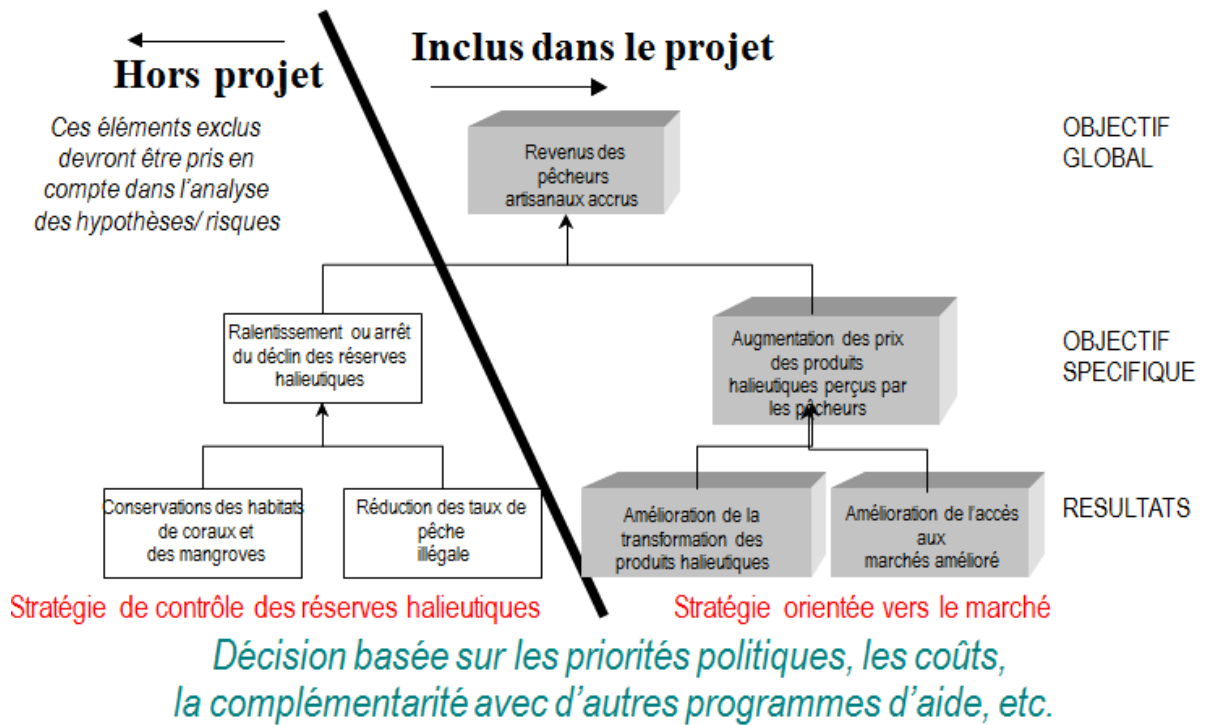 Hors projet
Inclus dans le projet
Ces éléments exclus
devront être pris en
compte dans l'analyse
des hypothèses/ risques
Revenus des
pêcheurs
artisanaux accrus
OBJECTIF
GLOBAL
Ralentissement ou arrêt
du déclin des réserves
halieutiques
Augmentation des prix
des produits
halieutiques perçus par
les pêcheurs
OBJECTIF
SPECIFIQUE
Conservations des habitats
de coraux et
des mangroves
Réduction des taux de
pêche
illégale
Amélioration de la
transformation des
produits halieutiques
Amélioration de l'accès
aux
marchés amélioré
RESULTATS
Stratégie de contrôle des réserves halieutiques
Stratégie orientée vers le marché
Décision basée sur les priorités politiques, les coûts,
la complémentarité avec d'autres programmes d'aide, etc.